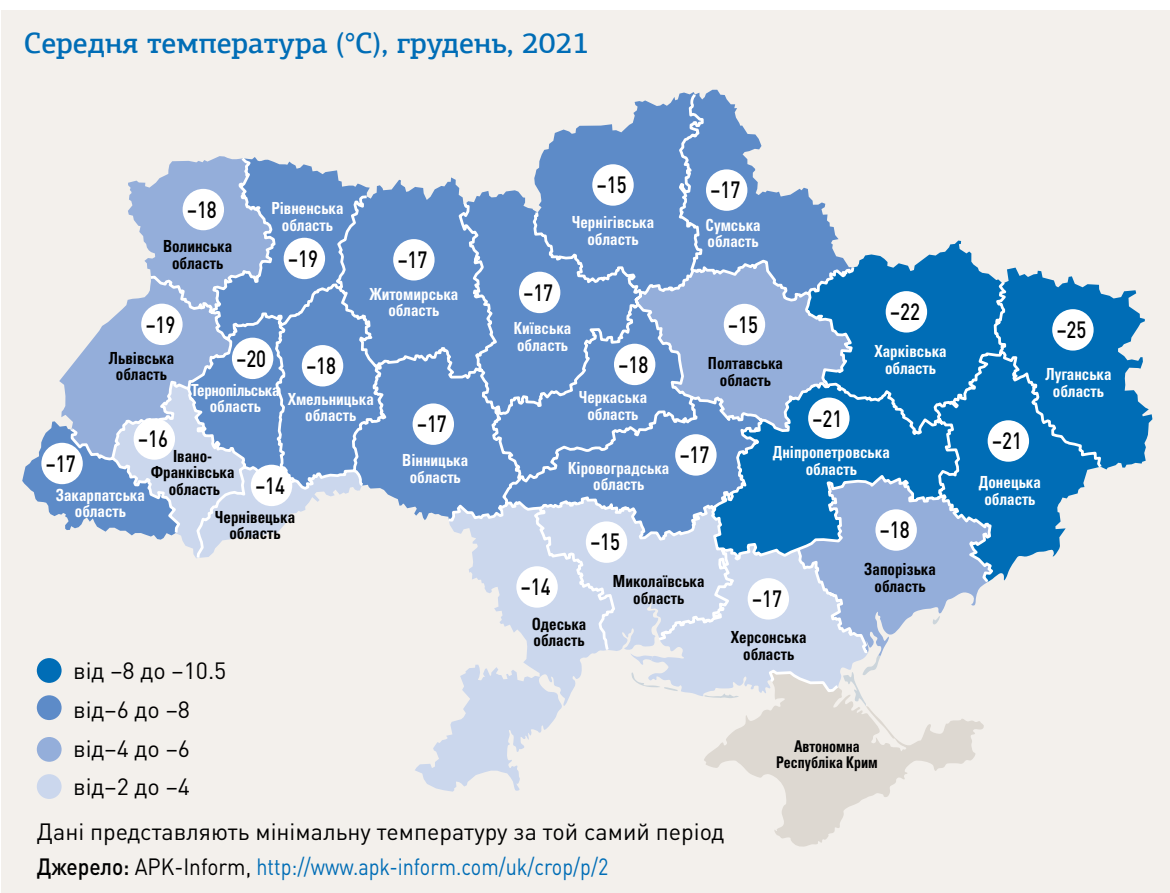 Середня температура (°C), грудень, 2021
–15
Чернігівська
область
–17
Сумська
область
–18
Волинська
область
Рівненська
область
–19
–17
Житомирська
область
–17
Київська
область
–15
Полтавська
область
–22
Харківська
область
–25
Луганська
область
–19
Львівська
область
–20
Тернопільська
область
–18
Хмельницька
область
–18
Черкаська
область
–17
Вінницька
область
–17
Кіровоградська
область
–21
Дніпропетровська
область
–21
Донецька
область
–17
Закарпатська
область
–16
Івано-
Франківська
область
–14
Чернівецька
область
–14
Одеська
область
–15
Миколаївська
область
–17
Херсонська
область
–18
Запорізька
область
Автономна
Республіка Крим
від –8 до –10.5
від–6 до –8
від–4 до –6
від–2 до –4
Дані представляють мінімальну температуру за той самий період
Джерело: APK-Inform, http://www.apk-inform.com/uk/crop/p/2